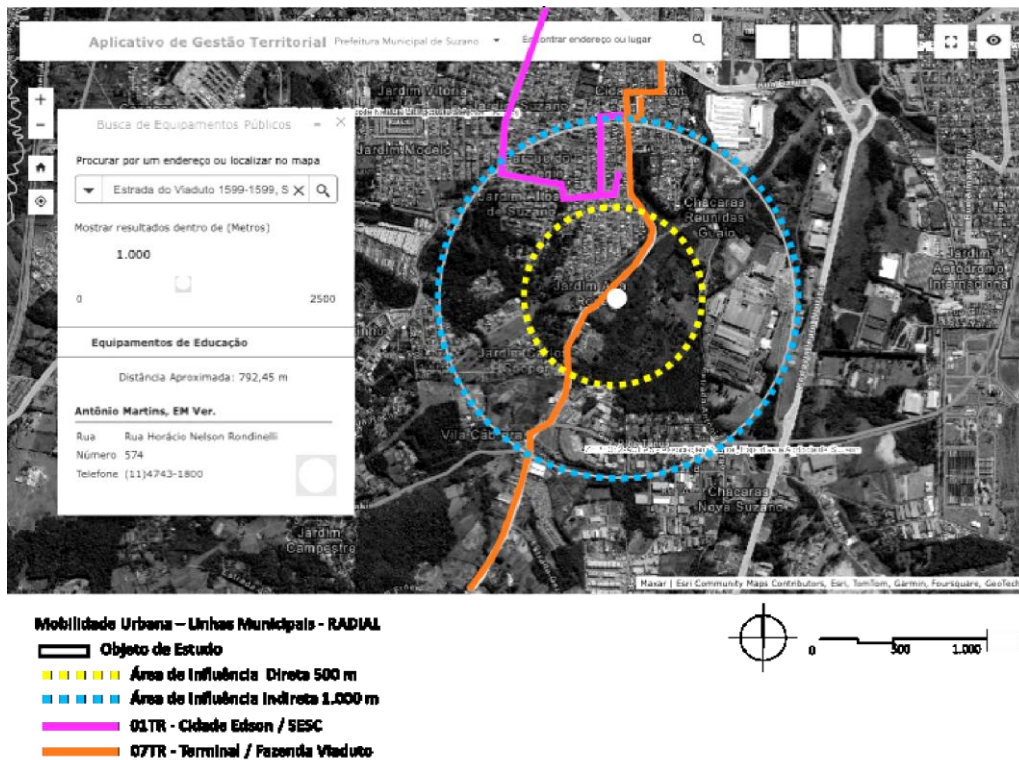 Aplicativo de Gestão Territorial Prefeitura Municipal de Suzano Encontrar endereço ou lugar
Jardim Vitória
Busca de Equipamentos Públicos
Jardim Modelo
Procurar por um endereço ou localizar no mapa
Estrada do Viaduto 1599-1599, S
Jardim Altos de Suzano
Chácaras
Reunidas
Guaio
Mostrar resultados dentro de (Metros)
1.000
0 2500
Jardim
Aeródromo
Internacional
Equipamentos de Educação
Distância Aproximada: 792,45 m
Antônio Martins, EM Ver.
Rua Rua Horácio Nelson Rondinelli
Número 574
Telefone (11)4743-1800
Vila
Chácaras
Nova Suzano
Jardim
Campestre
Maxar | Esri Community Maps Contributors, Esri, TomTom, Garmin, Foursquare, GeoTech
Mobilidade Urbana – Linhas Municipais - RADIAL
Objeto de Estudo
Área de Influência Direta 500 m
Área de Influência Indireta 1.000 m
01TR - Cidade Edson / SESC
07TR - Terminal / Fazenda Viaduto
0 500 1.000